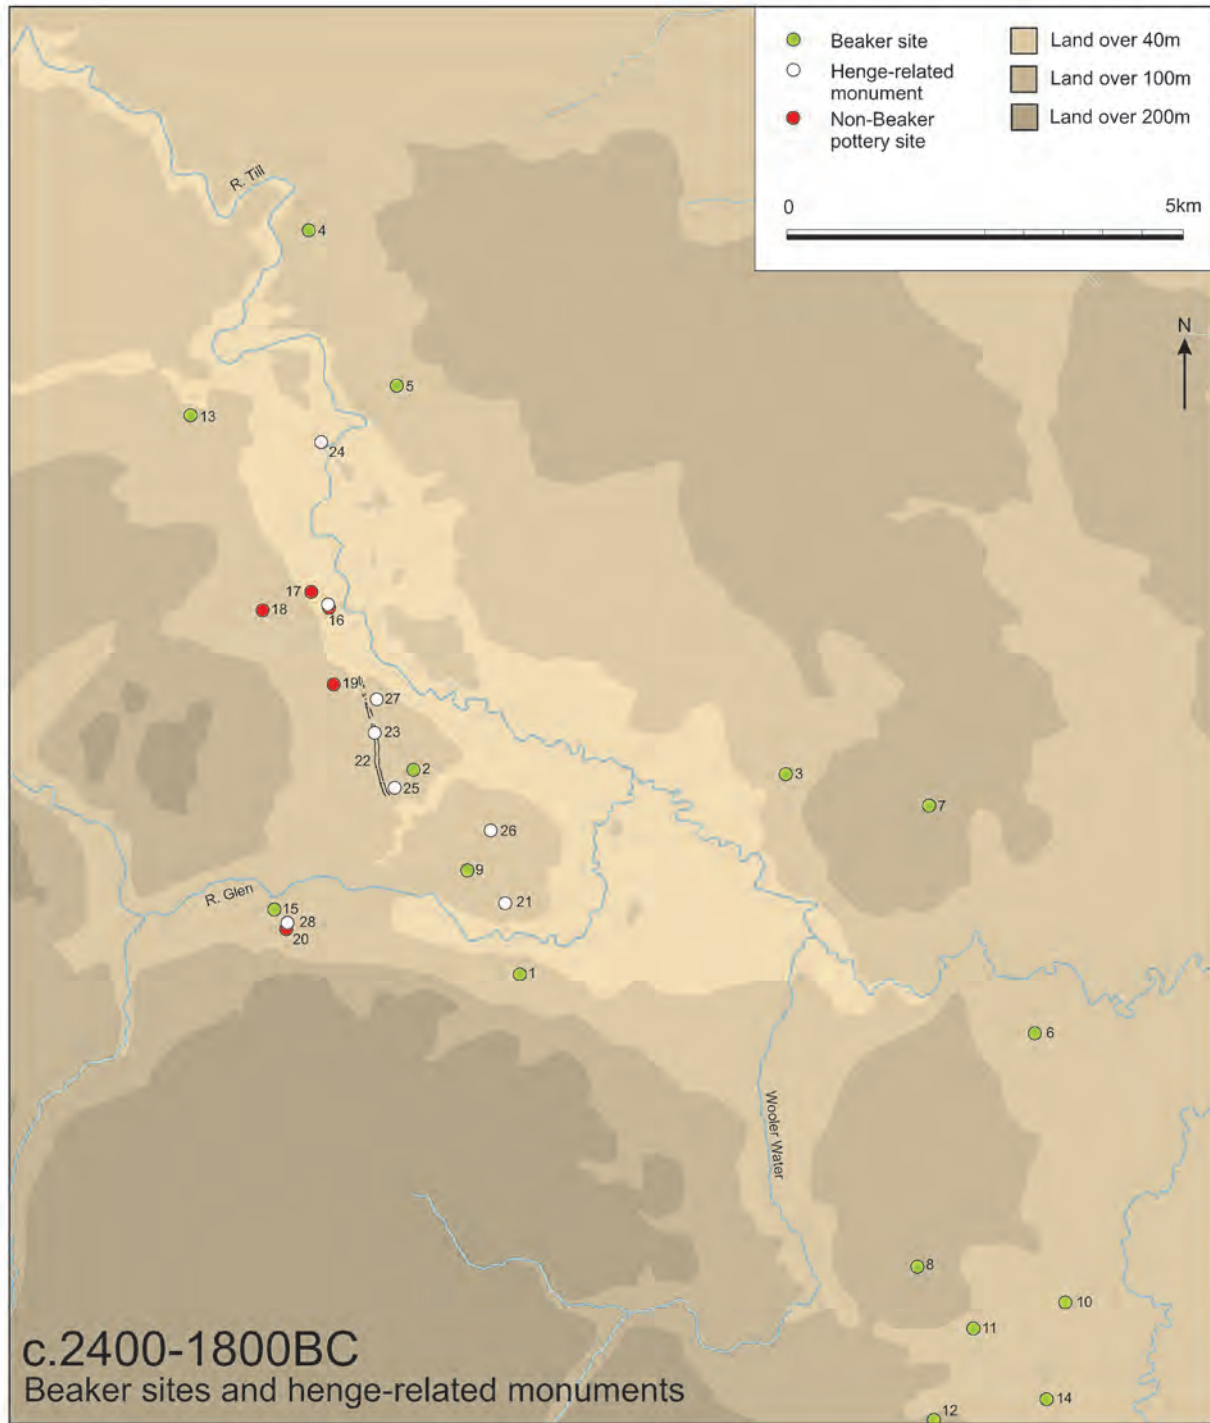 Beaker site
Henge-related
monument
Non-Beaker
pottery site
Land over 40m
Land over 100m
Land over 200m
0
5km
N
R. Till
4
5
13
24
17
18
16
19
27
23
22
2
25
3
7
26
9
R. Glen
15
21
28
20
1
6
Wooler Water
8
10
11
14
12
c.2400-1800BC
Beaker sites and henge-related monuments